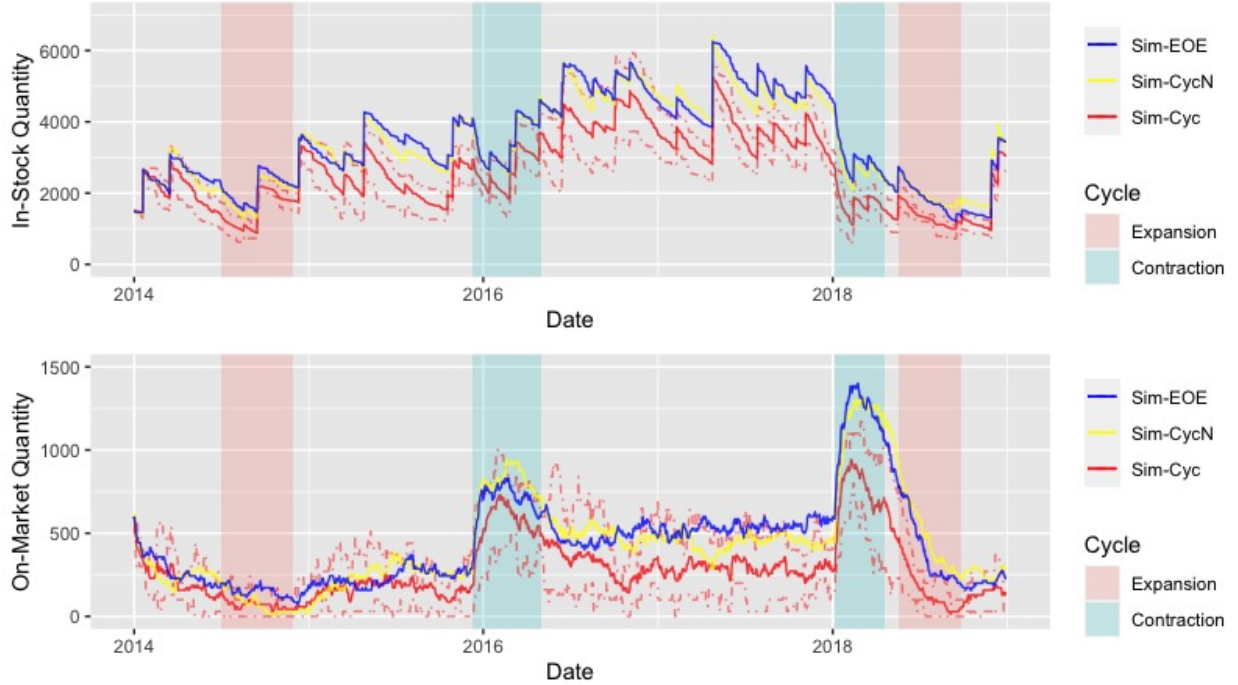 In-Stock Quantity
6000
4000
2000
0
2014
2016
2018
Date
Sim-EOE
Sim-CycN
Sim-Cyc
Cycle
Expansion
Contraction
On-Market Quantity
1500
1000
500
0
2014
2016
2018
Date
Sim-EOE
Sim-CycN
Sim-Cyc
Cycle
Expansion
Contraction